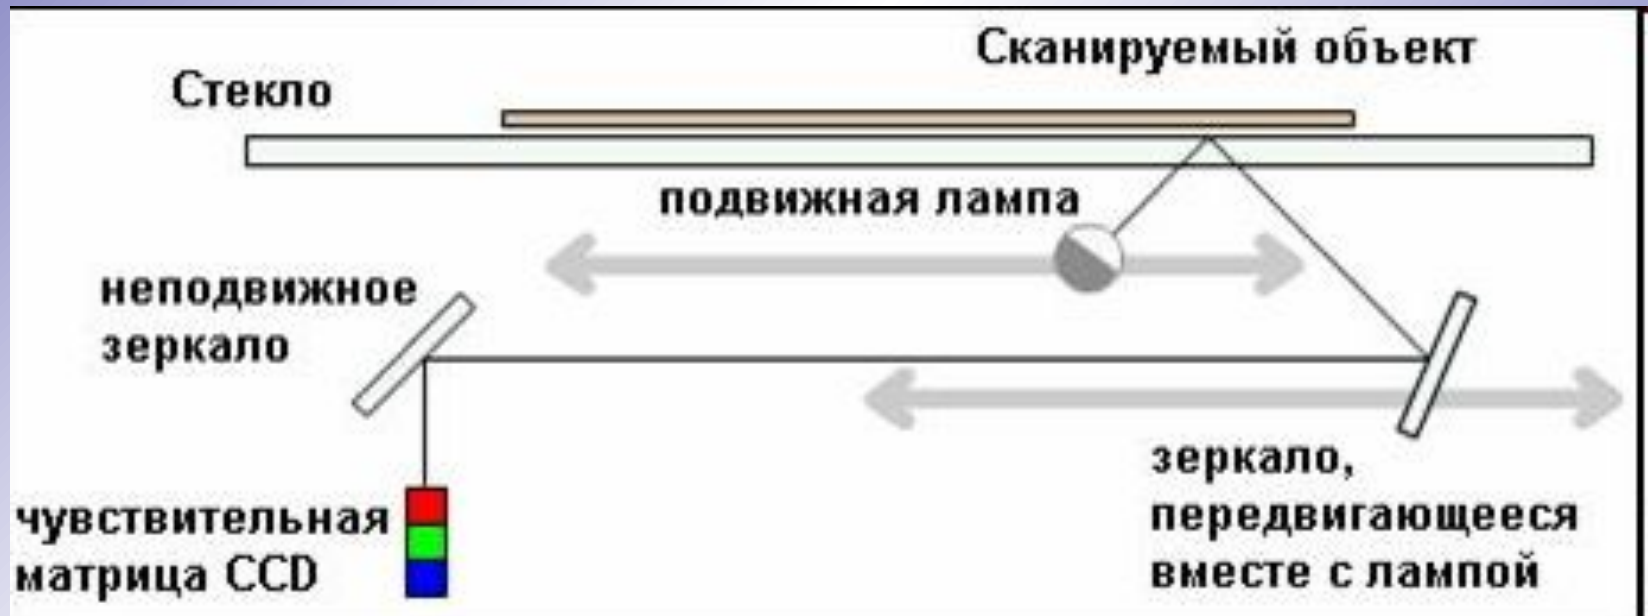 Сканируемый объект
Стекло
подвижная лампа
неподвижное
зеркало
зеркало,
передвигающееся
вместе с лампой
чувствительная
матрица CCD